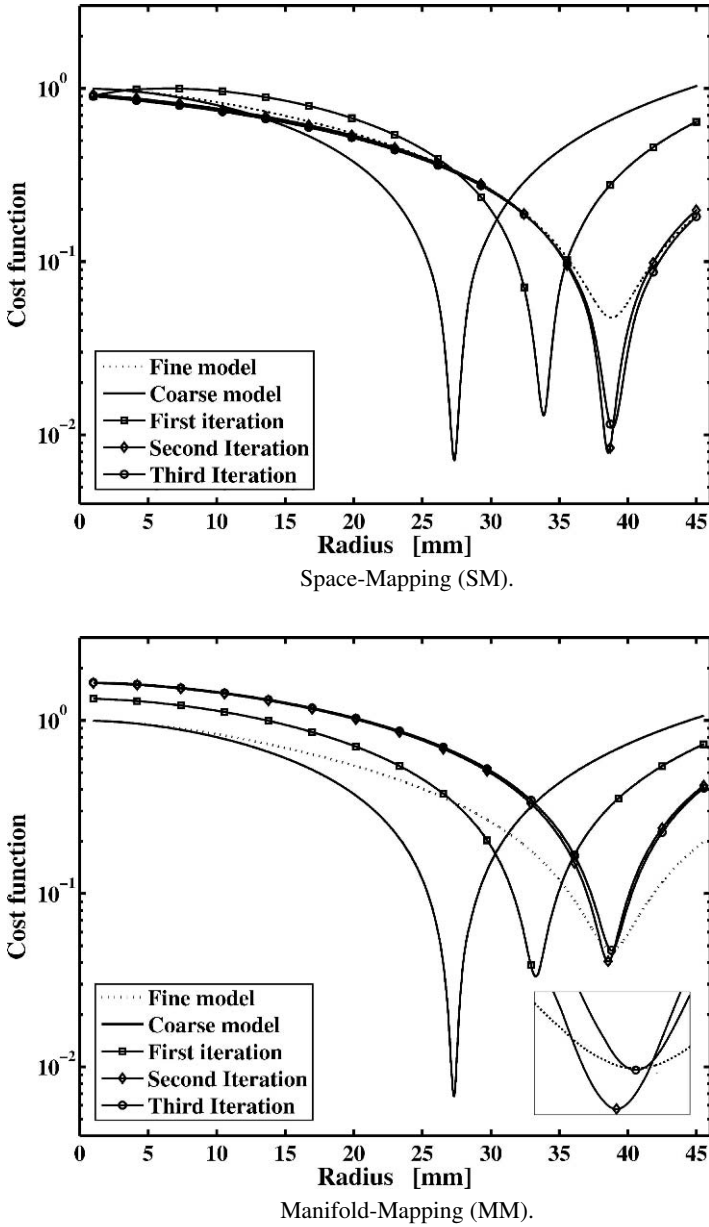 10^0
10^-1
10^-2
Cost function
Fine model
Coarse model
First iteration
Second Iteration
Third Iteration
0 5 10 15 20 25 30 35 40 45
Radius [mm]
Space-Mapping (SM).
10^0
10^-1
10^-2
Cost function
Fine model
Coarse model
First iteration
Second Iteration
Third Iteration
0 5 10 15 20 25 30 35 40 45
Radius [mm]
Manifold-Mapping (MM).